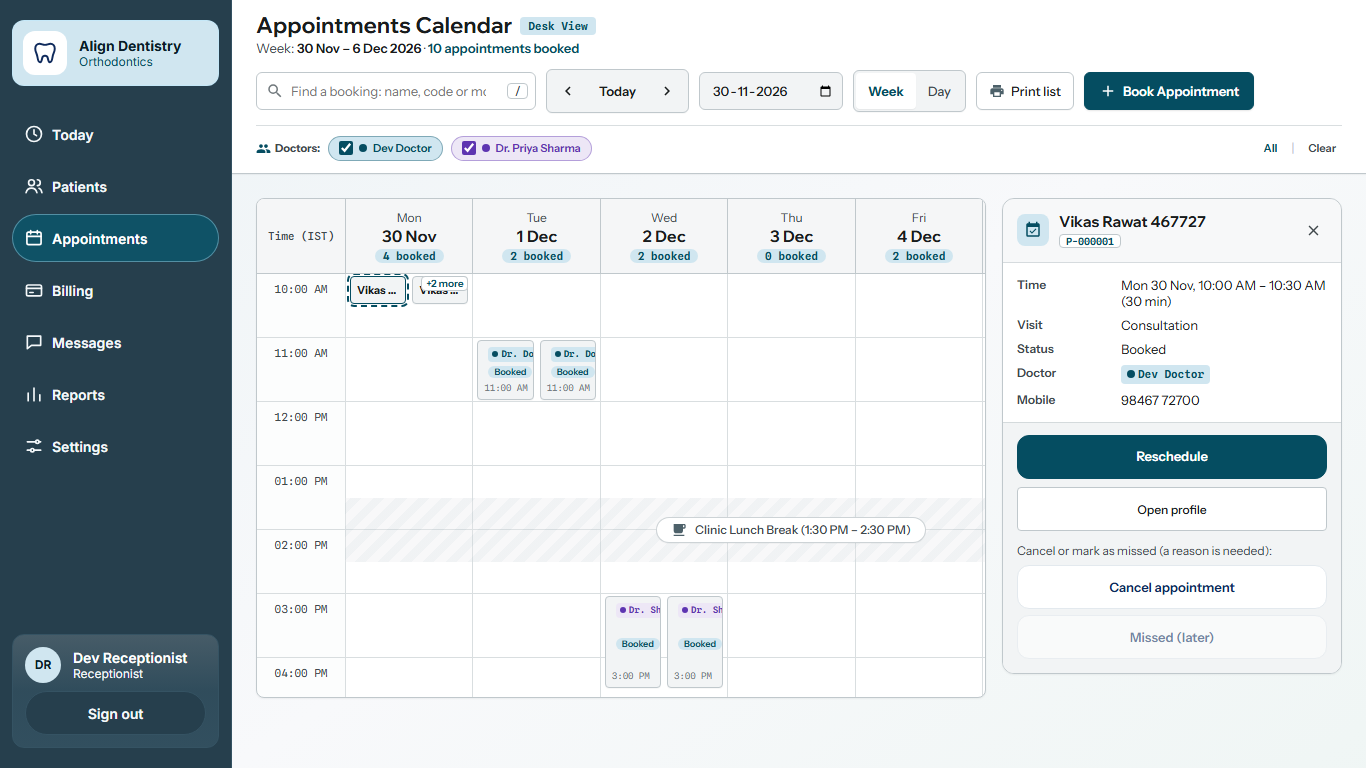 Align Dentistry
Orthodontics
Today
Patients
Appointments
Billing
Messages
Reports
Settings
DR
Dev Receptionist
Receptionist
Sign out
Appointments Calendar
Desk View
Week: 30 Nov – 6 Dec 2026 · 10 appointments booked
Find a booking: name, code or mo
/
Today
30-11-2026
Week
Day
Print list
Book Appointment
Doctors:
Dev Doctor
Dr. Priya Sharma
All
Clear
Time (IST)
Mon
30 Nov
4 booked
Tue
1 Dec
2 booked
Wed
2 Dec
2 booked
Thu
3 Dec
0 booked
Fri
4 Dec
2 booked
10:00 AM
Vikas ...
+2 more
11:00 AM
Dr. Do
Booked
11:00 AM
Dr. Do
Booked
11:00 AM
12:00 PM
01:00 PM
Clinic Lunch Break (1:30 PM – 2:30 PM)
02:00 PM
03:00 PM
Dr. Sh
Booked
3:00 PM
Dr. Sh
Booked
3:00 PM
04:00 PM
Vikas Rawat 467727
P-000001
Time
Mon 30 Nov, 10:00 AM – 10:30 AM
(30 min)
Visit
Consultation
Status
Booked
Doctor
Dev Doctor
Mobile
98467 72700
Reschedule
Open profile
Cancel or mark as missed (a reason is needed):
Cancel appointment
Missed (later)